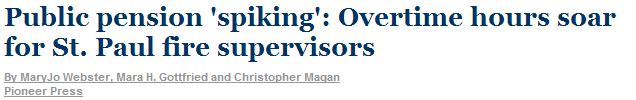 Public pension 'spiking': Overtime hours soar
for St. Paul fire supervisors
By MaryJo Webster, Mara H. Gottfried and Christopher Magan
Pioneer Press